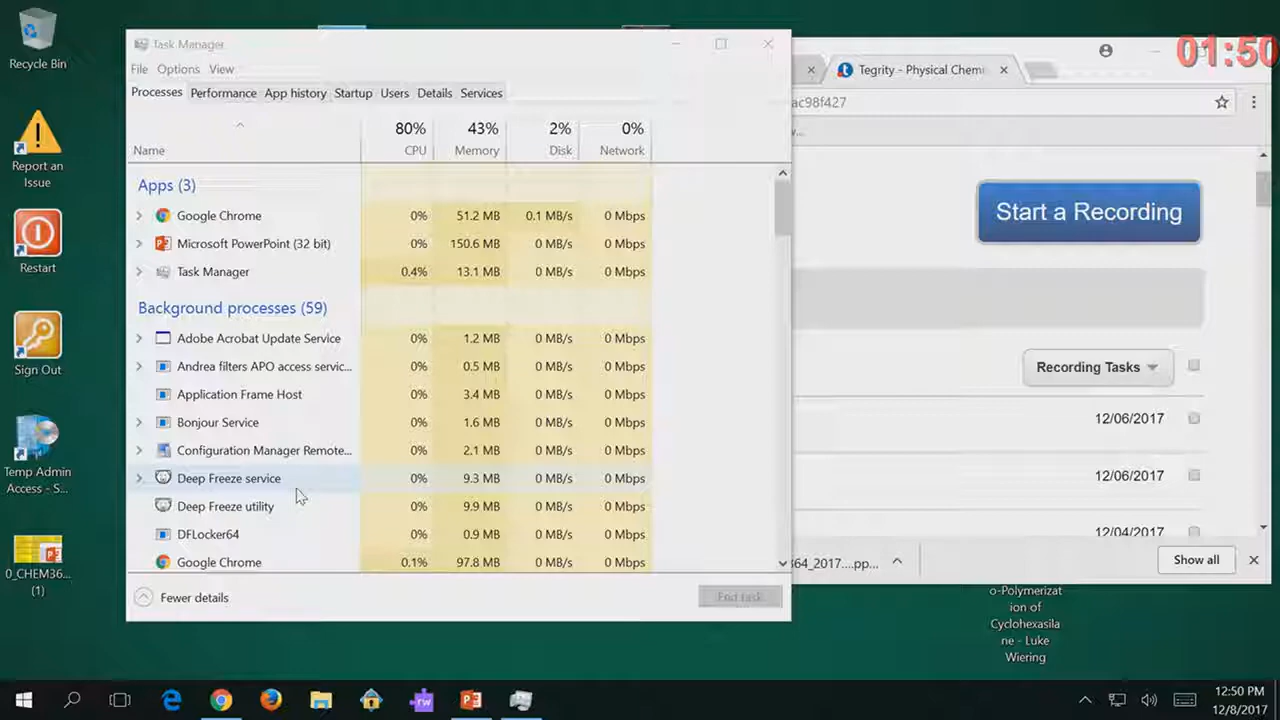 Recycle Bin
Report an
Issue
Restart
Sign Out
Temp Admin
Access - S...
0_CHEM36...
(1)
Task Manager
File Options View
Processes Performance App history Startup Users Details Services
80% 43% 2% 0%
Name CPU Memory Disk Network
Apps (3)
Google Chrome 0% 51.2 MB 0.1 MB/s 0 Mbps
Microsoft PowerPoint (32 bit) 0% 150.6 MB 0 MB/s 0 Mbps
Task Manager 0.4% 13.1 MB 0 MB/s 0 Mbps
Background processes (59)
Adobe Acrobat Update Service 0% 1.2 MB 0 MB/s 0 Mbps
Andrea filters APO access servic... 0% 0.5 MB 0 MB/s 0 Mbps
Application Frame Host 0% 3.4 MB 0 MB/s 0 Mbps
Bonjour Service 0% 1.6 MB 0 MB/s 0 Mbps
Configuration Manager Remote... 0% 2.1 MB 0 MB/s 0 Mbps
Deep Freeze service 0% 9.3 MB 0 MB/s 0 Mbps
Deep Freeze utility 0% 9.9 MB 0 MB/s 0 Mbps
DFLocker64 0% 0.9 MB 0 MB/s 0 Mbps
Google Chrome 0.1% 97.8 MB 0 MB/s 0 Mbps
Fewer details End task
01:50
Tegrity - Physical Chemi
ac98f427
w...
Start a Recording
Recording Tasks
12/06/2017
12/06/2017
12/04/2017
364_2017....pp... Show all
o-Polymerizat
ion of
Cyclohexasila
ne - Luke
Wiering
12:50 PM
12/8/2017